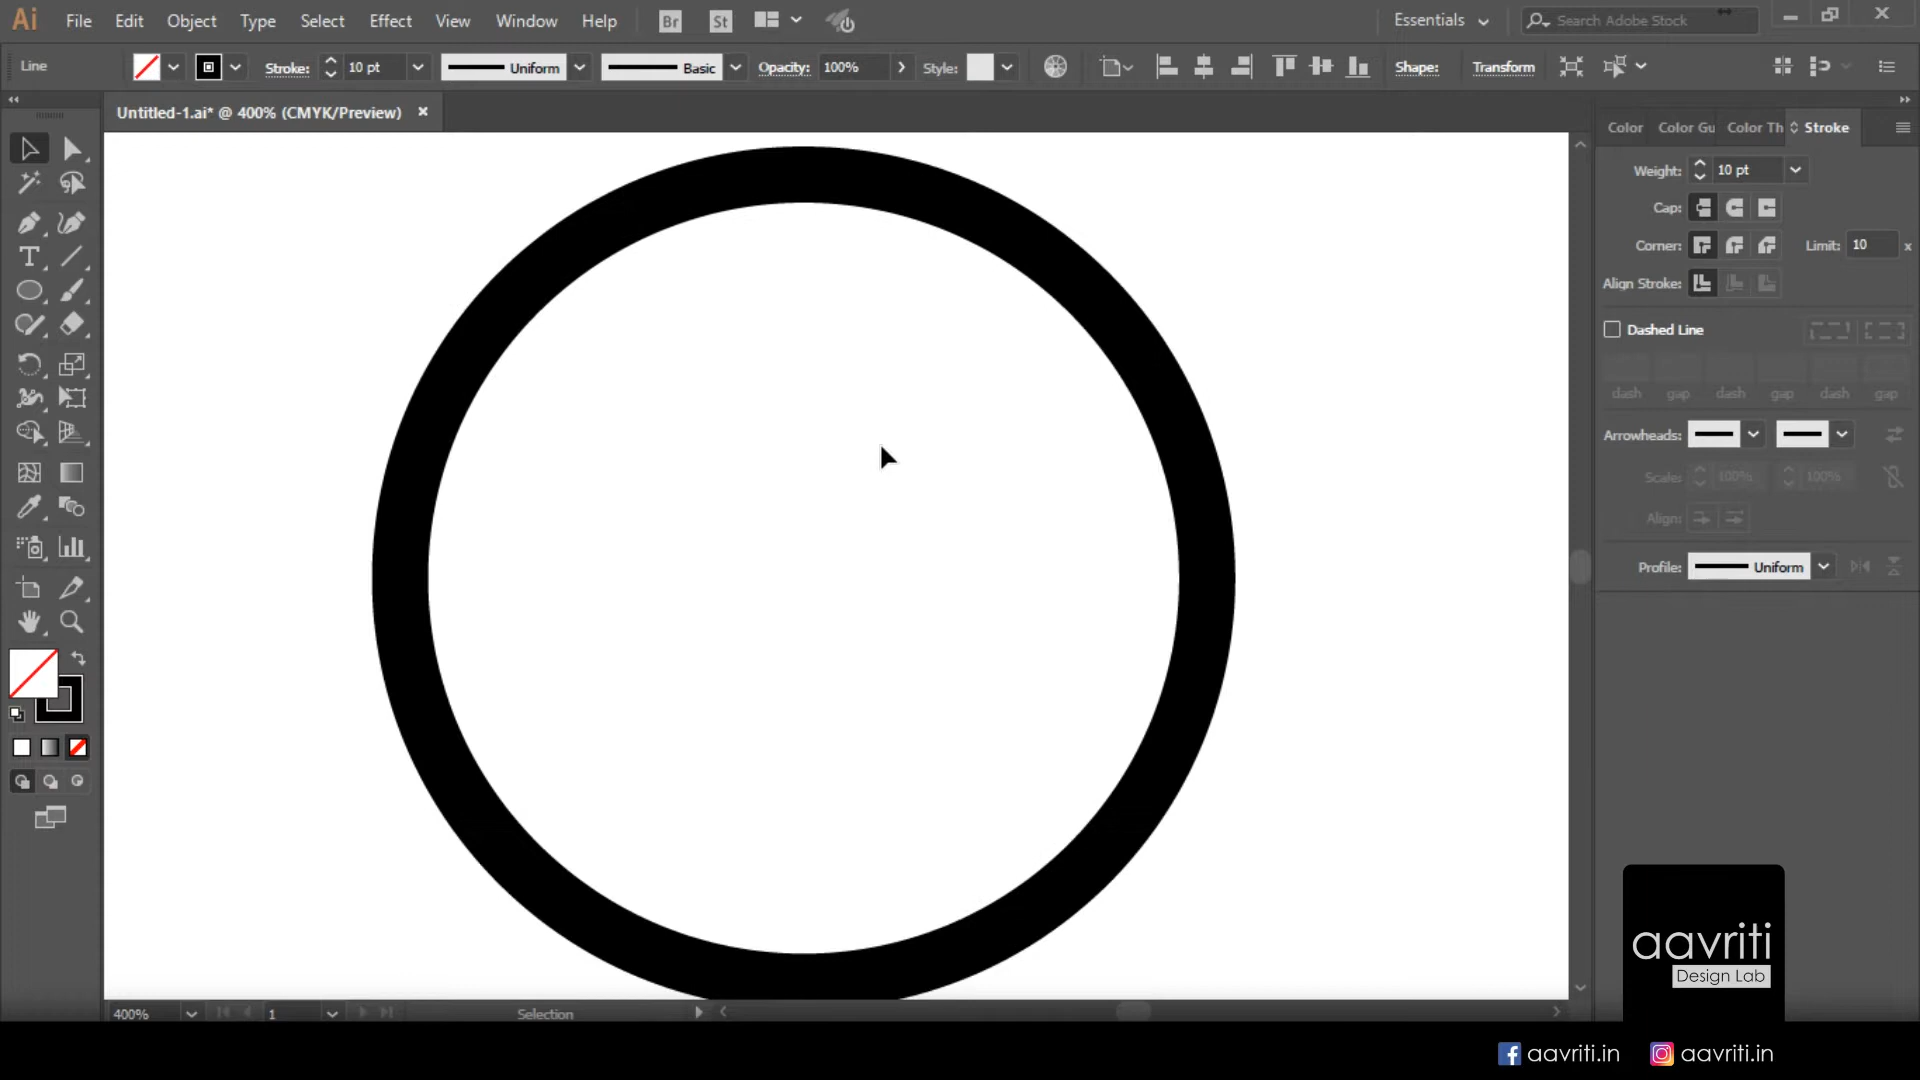 Ai File Edit Object Type Select Effect View Window Help Br St Essentials Search Adobe Stock
Line Stroke: 10 pt Uniform Basic Opacity: 100% Style: Shape: Transform
Untitled-1.ai* @ 400% (CMYK/Preview)
Color Color Gu Color Th Stroke
Weight: 10 pt
Cap:
Corner: Limit: 10 x
Align Stroke:
Dashed Line
dash gap dash gap dash gap
Arrowheads:
Scale: 100% 100%
Align:
Profile: Uniform
T
aavriti
Design Lab
400% 1 Selection
aavriti.in aavriti.in